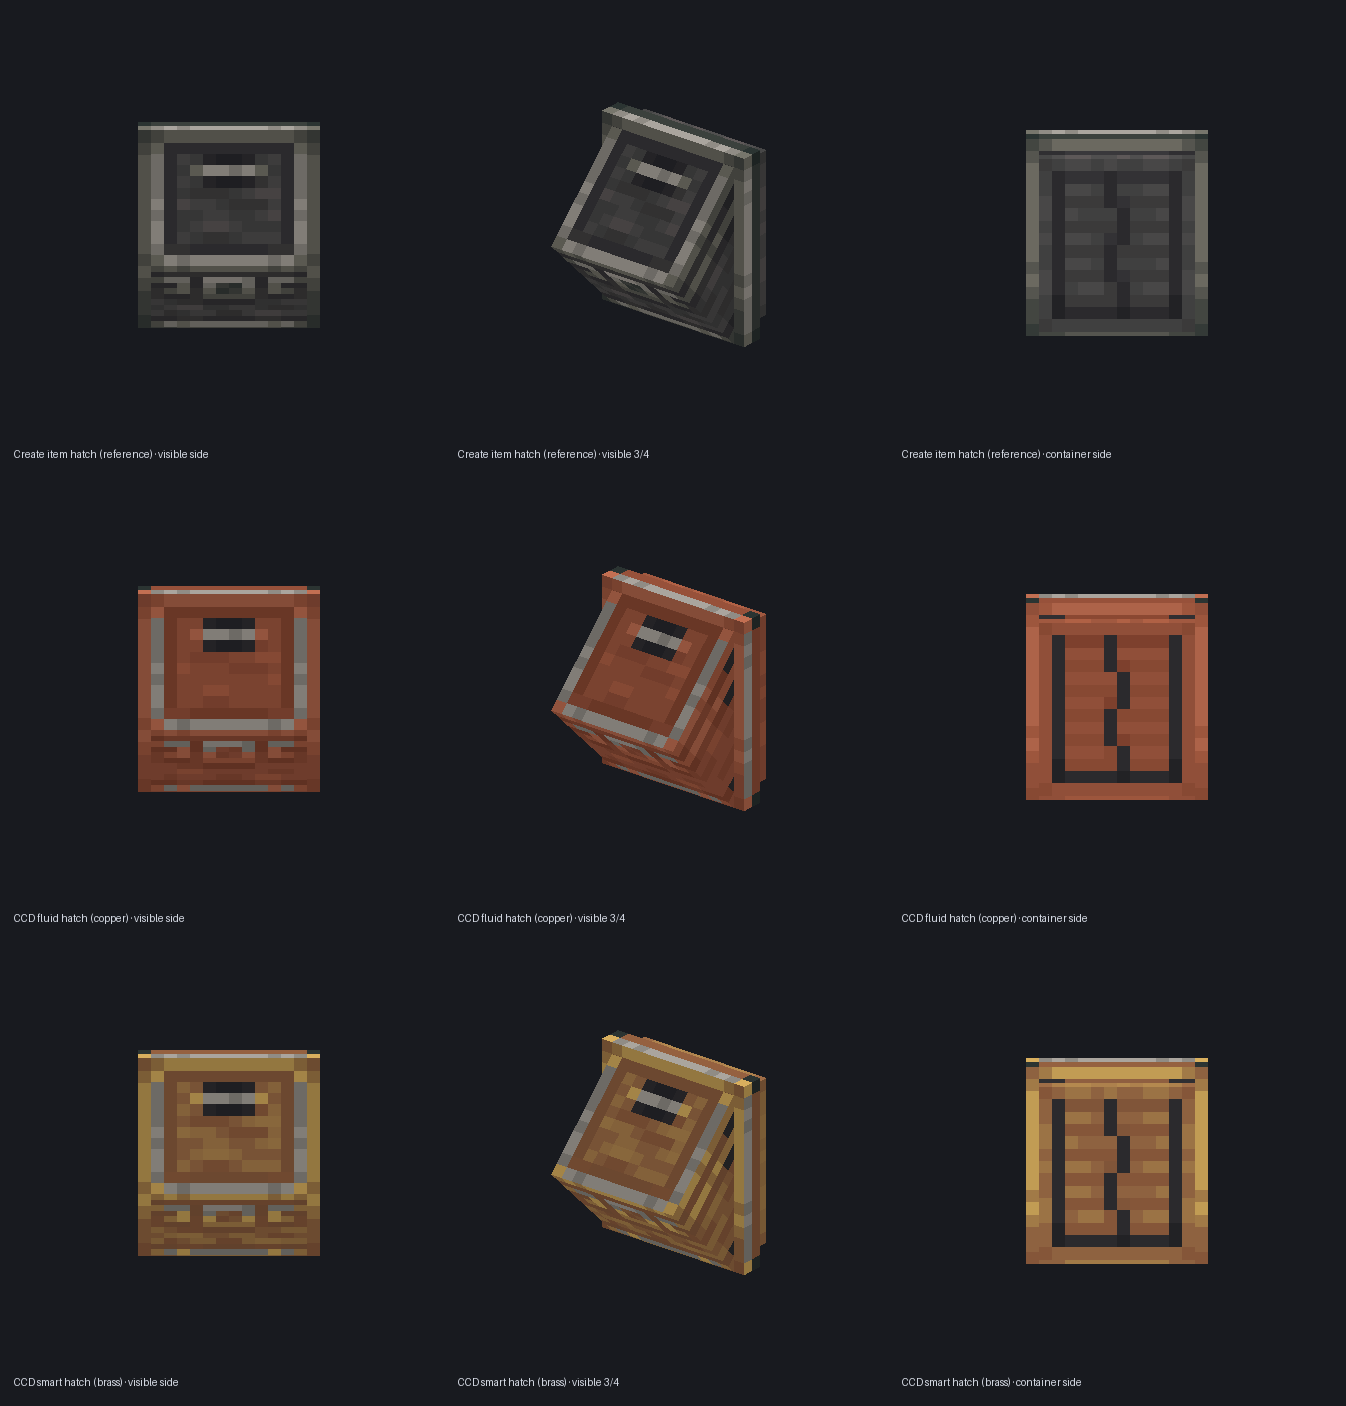 Create item hatch (reference) · visible side
Create item hatch (reference) · visible 3/4
Create item hatch (reference) · container side
CCD fluid hatch (copper) · visible side
CCD fluid hatch (copper) · visible 3/4
CCD fluid hatch (copper) · container side
CCD smart hatch (brass) · visible side
CCD smart hatch (brass) · visible 3/4
CCD smart hatch (brass) · container side